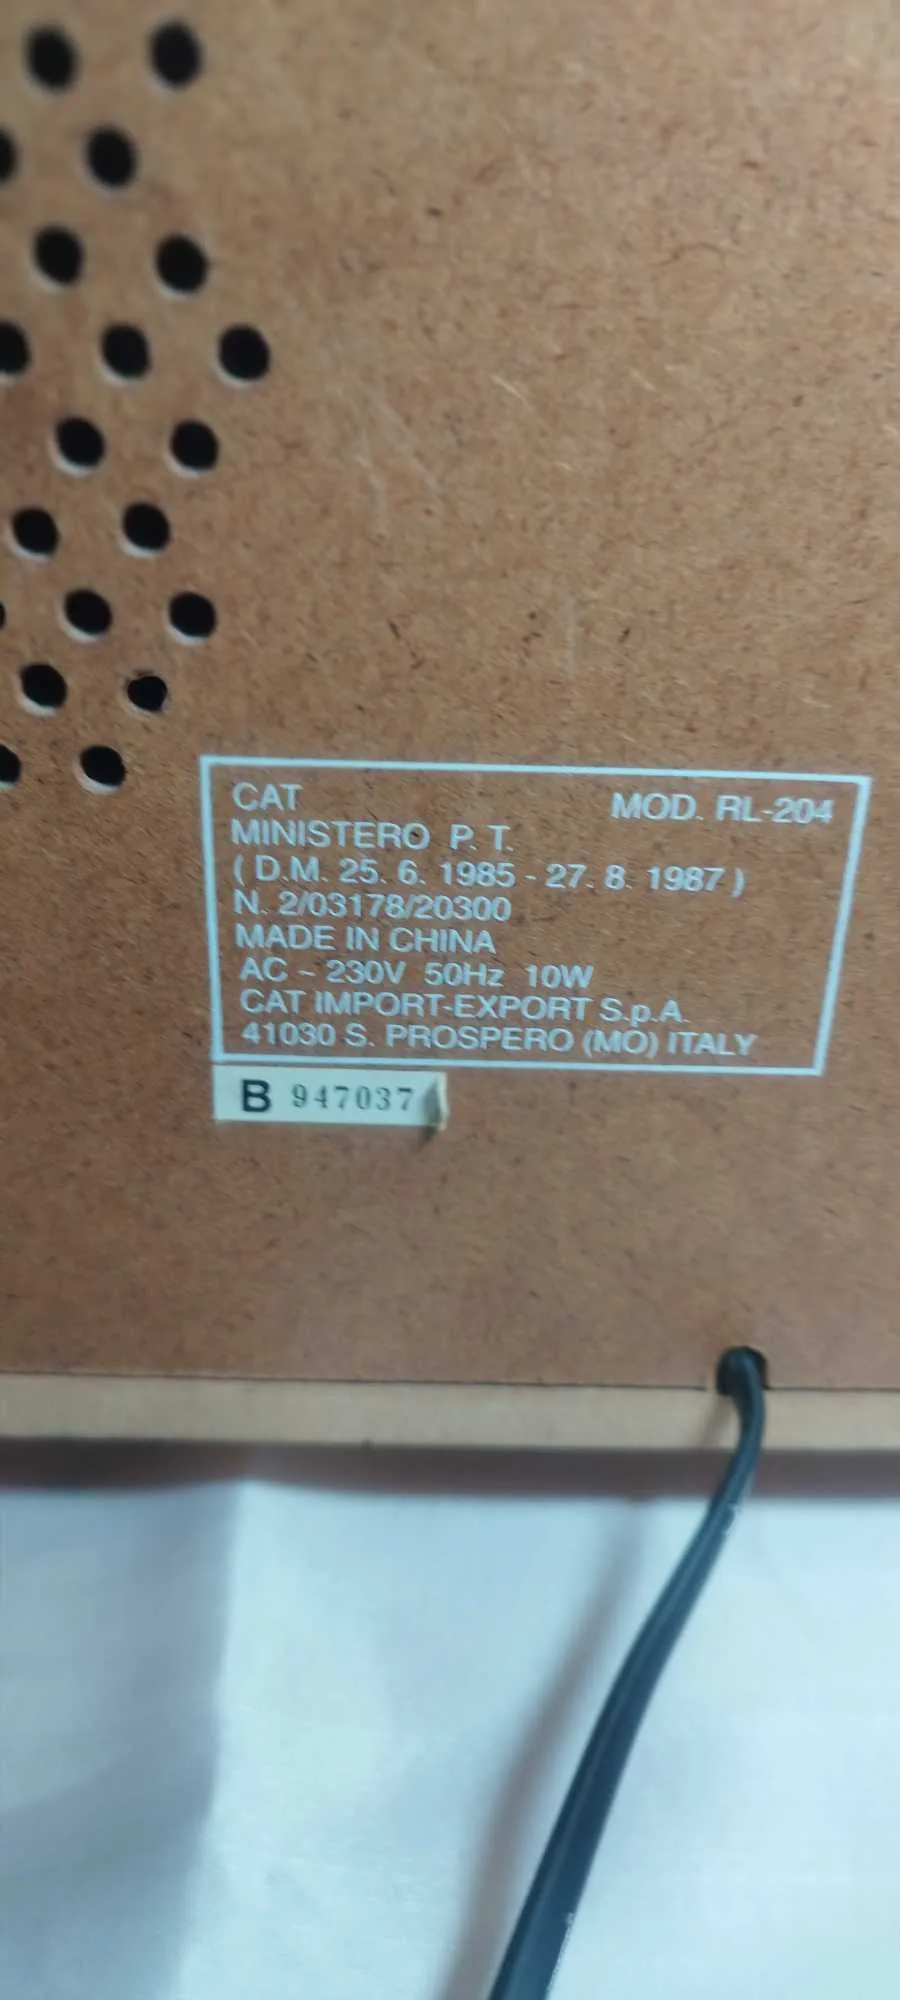 CAT MOD. RL-204
MINISTERO P. T.
( D.M. 25. 6. 1985 - 27. 8. 1987 )
N. 2/03178/20300
MADE IN CHINA
AC ~ 230V 50Hz 10W
CAT IMPORT-EXPORT S.p.A.
41030 S. PROSPERO (MO) ITALY
B 947037